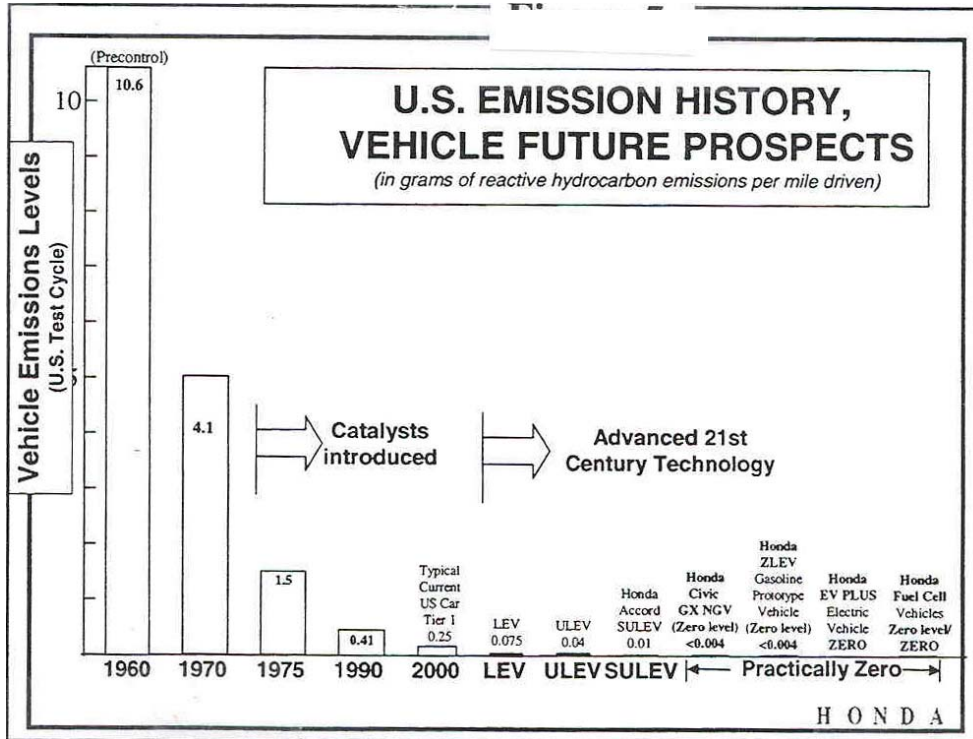 U.S. EMISSION HISTORY,
VEHICLE FUTURE PROSPECTS
(in grams of reactive hydrocarbon emissions per mile driven)
Vehicle Emissions Levels
(U.S. Test Cycle)
10
(Precontrol)
10.6
4.1
1.5
0.41
Catalysts
introduced
Advanced 21st
Century Technology
Typical
Current
US Car
Tier 1
0.25
LEV
0.075
ULEV
0.04
Honda
Accord
SULEV
0.01
Honda
Civic
GX NGV
(Zero level)
<0.004
Honda
ZLEV
Gasoline
Prototype
Vehicle
(Zero level)
<0.004
Honda
EV PLUS
Electric
Vehicle
ZERO
Honda
Fuel Cell
Vehicles
Zero level/
ZERO
1960 1970 1975 1990 2000 LEV ULEV SULEV Practically Zero
HONDA